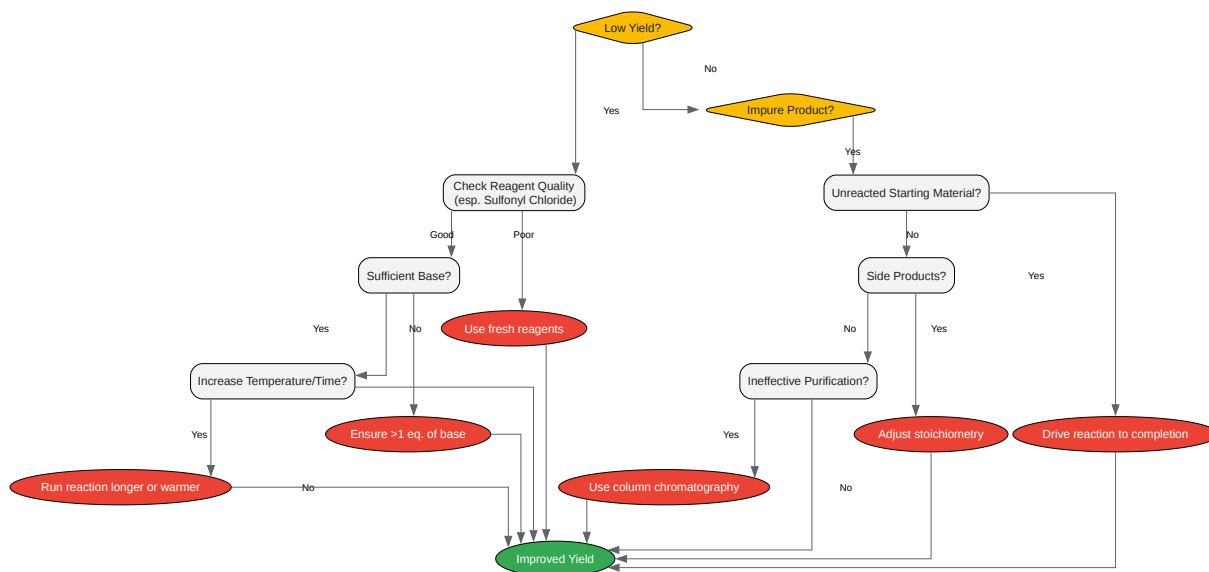 Low Yield?
No
Yes
Impure Product?
Yes
Check Reagent Quality
(esp. Sulfonyl Chloride)
Unreacted Starting Material?
Good
Poor
No
Sufficient Base?
Side Products?
Yes
Yes
No
Use fresh reagents
No
Yes
Increase Temperature/Time?
Ineffective Purification?
Yes
Ensure >1 eq. of base
Yes
Adjust stoichiometry
Drive reaction to completion
Run reaction longer or warmer
No
Use column chromatography
No
Improved Yield